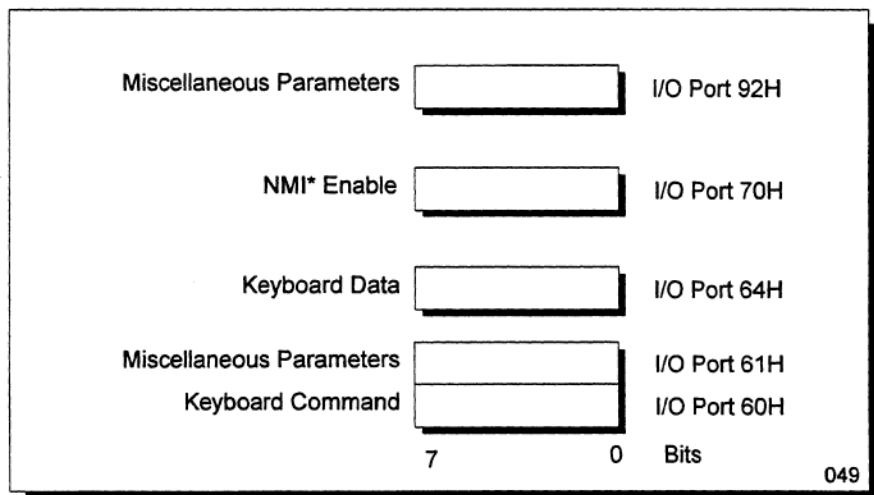 Miscellaneous Parameters I/O Port 92H
NMI* Enable I/O Port 70H
Keyboard Data I/O Port 64H
Miscellaneous Parameters I/O Port 61H
Keyboard Command I/O Port 60H
7 0 Bits
049